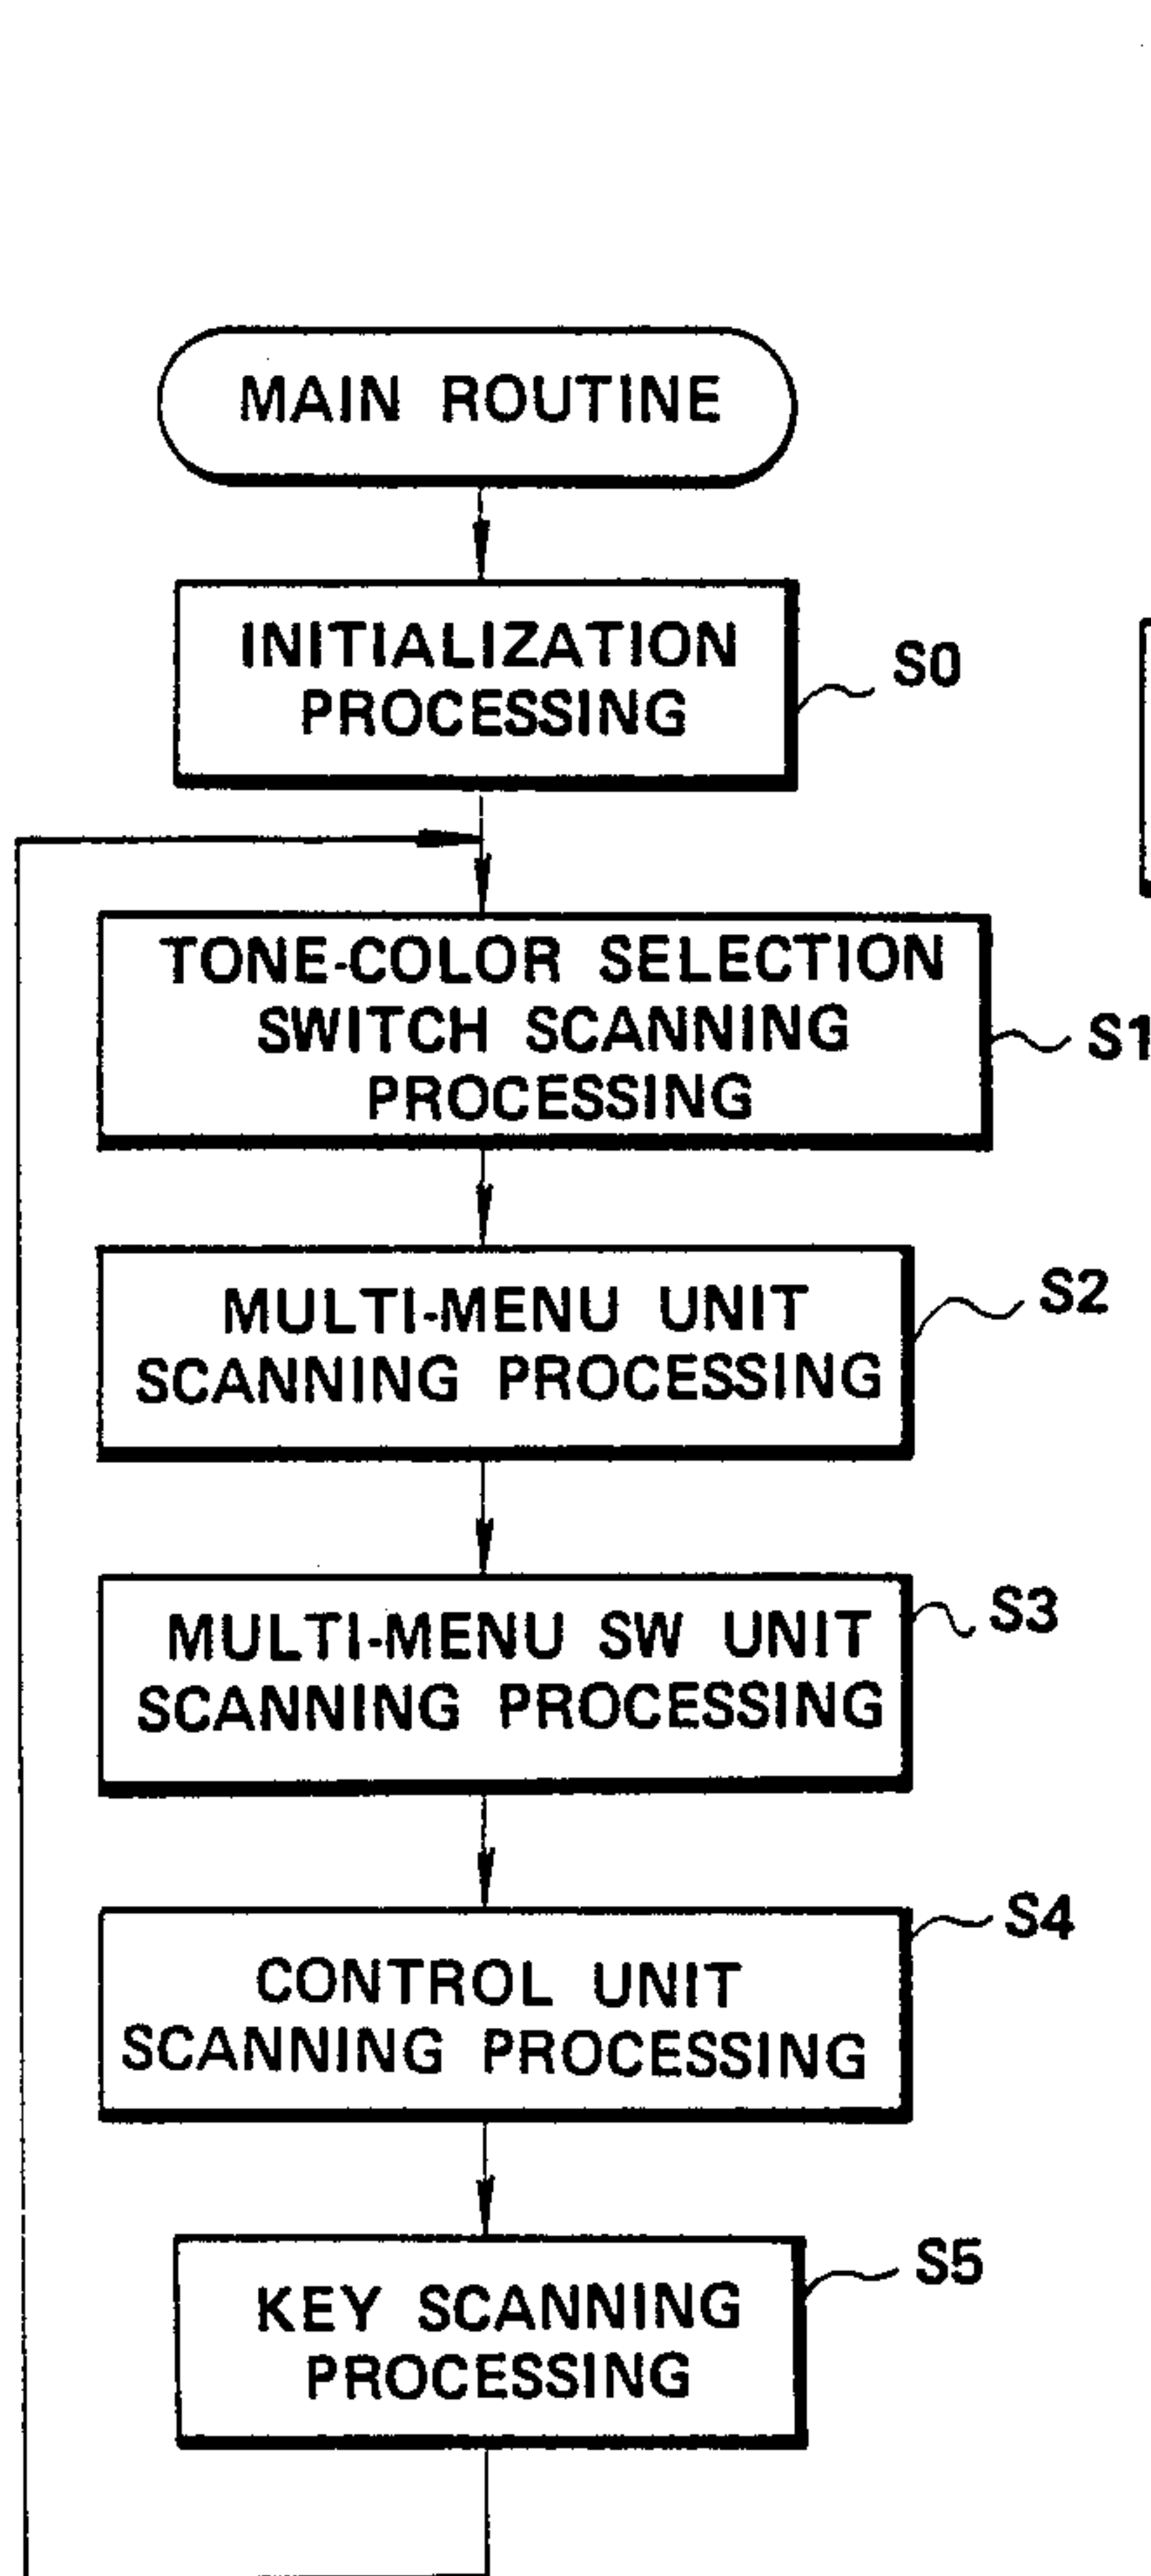 MAIN ROUTINE
INITIALIZATION
PROCESSING
S0
TONE-COLOR SELECTION
SWITCH SCANNING
PROCESSING
S1
MULTI-MENU UNIT
SCANNING PROCESSING
S2
MULTI-MENU SW UNIT
SCANNING PROCESSING
S3
CONTROL UNIT
SCANNING PROCESSING
S4
KEY SCANNING
PROCESSING
S5